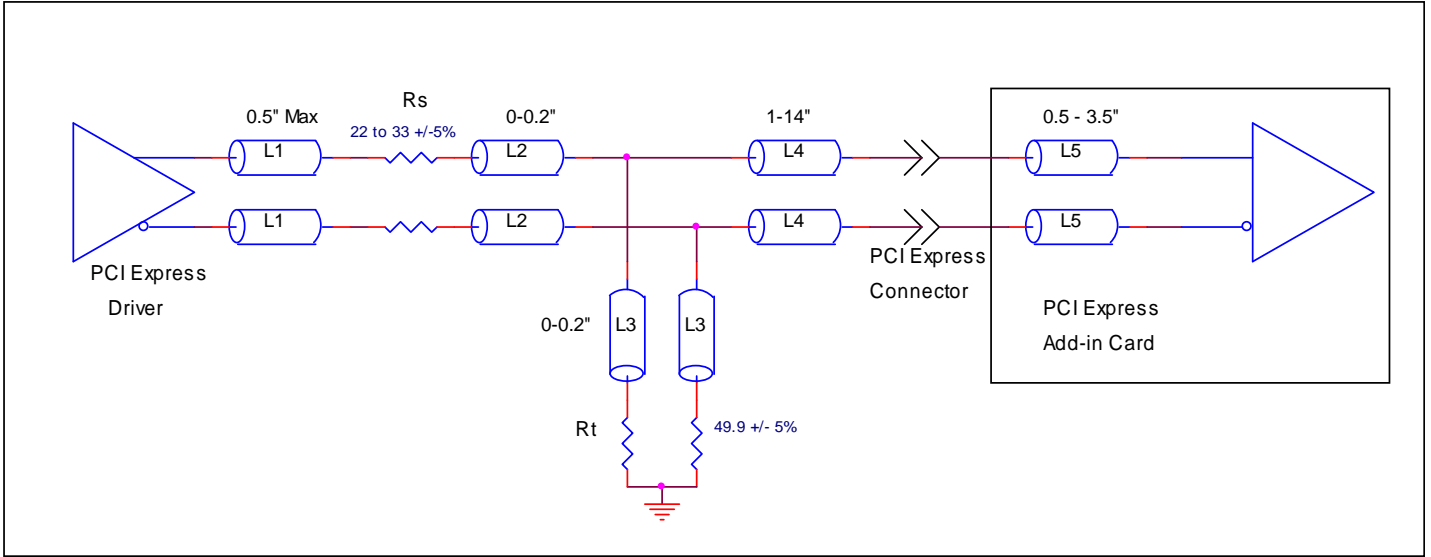 Rs
0.5" Max
22 to 33 +/-5%
0-0.2"
1-14"
0.5 - 3.5"
L1
L2
L4
L5
L1
L2
L4
L5
PCI Express
Driver
PCI Express
Connector
PCI Express
Add-in Card
0-0.2"
L3
L3
Rt
49.9 +/- 5%